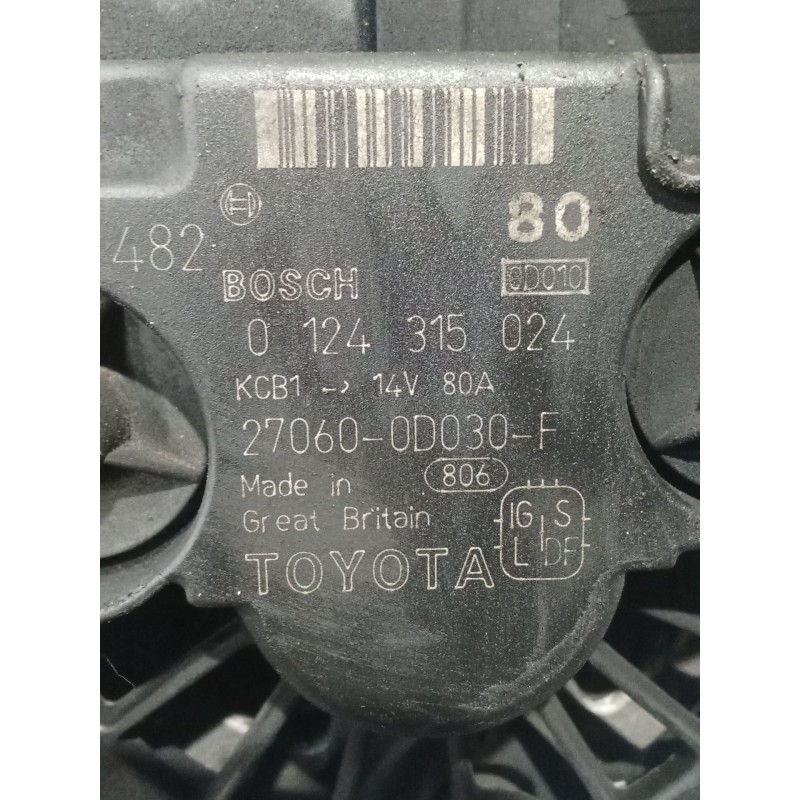 80
482
BOSCH
0D010
0 124 315 024
KCB1 -> 14V 80A
27060-0D030-F
Made in 806
Great Britain
TOYOTA
IG S
L DF